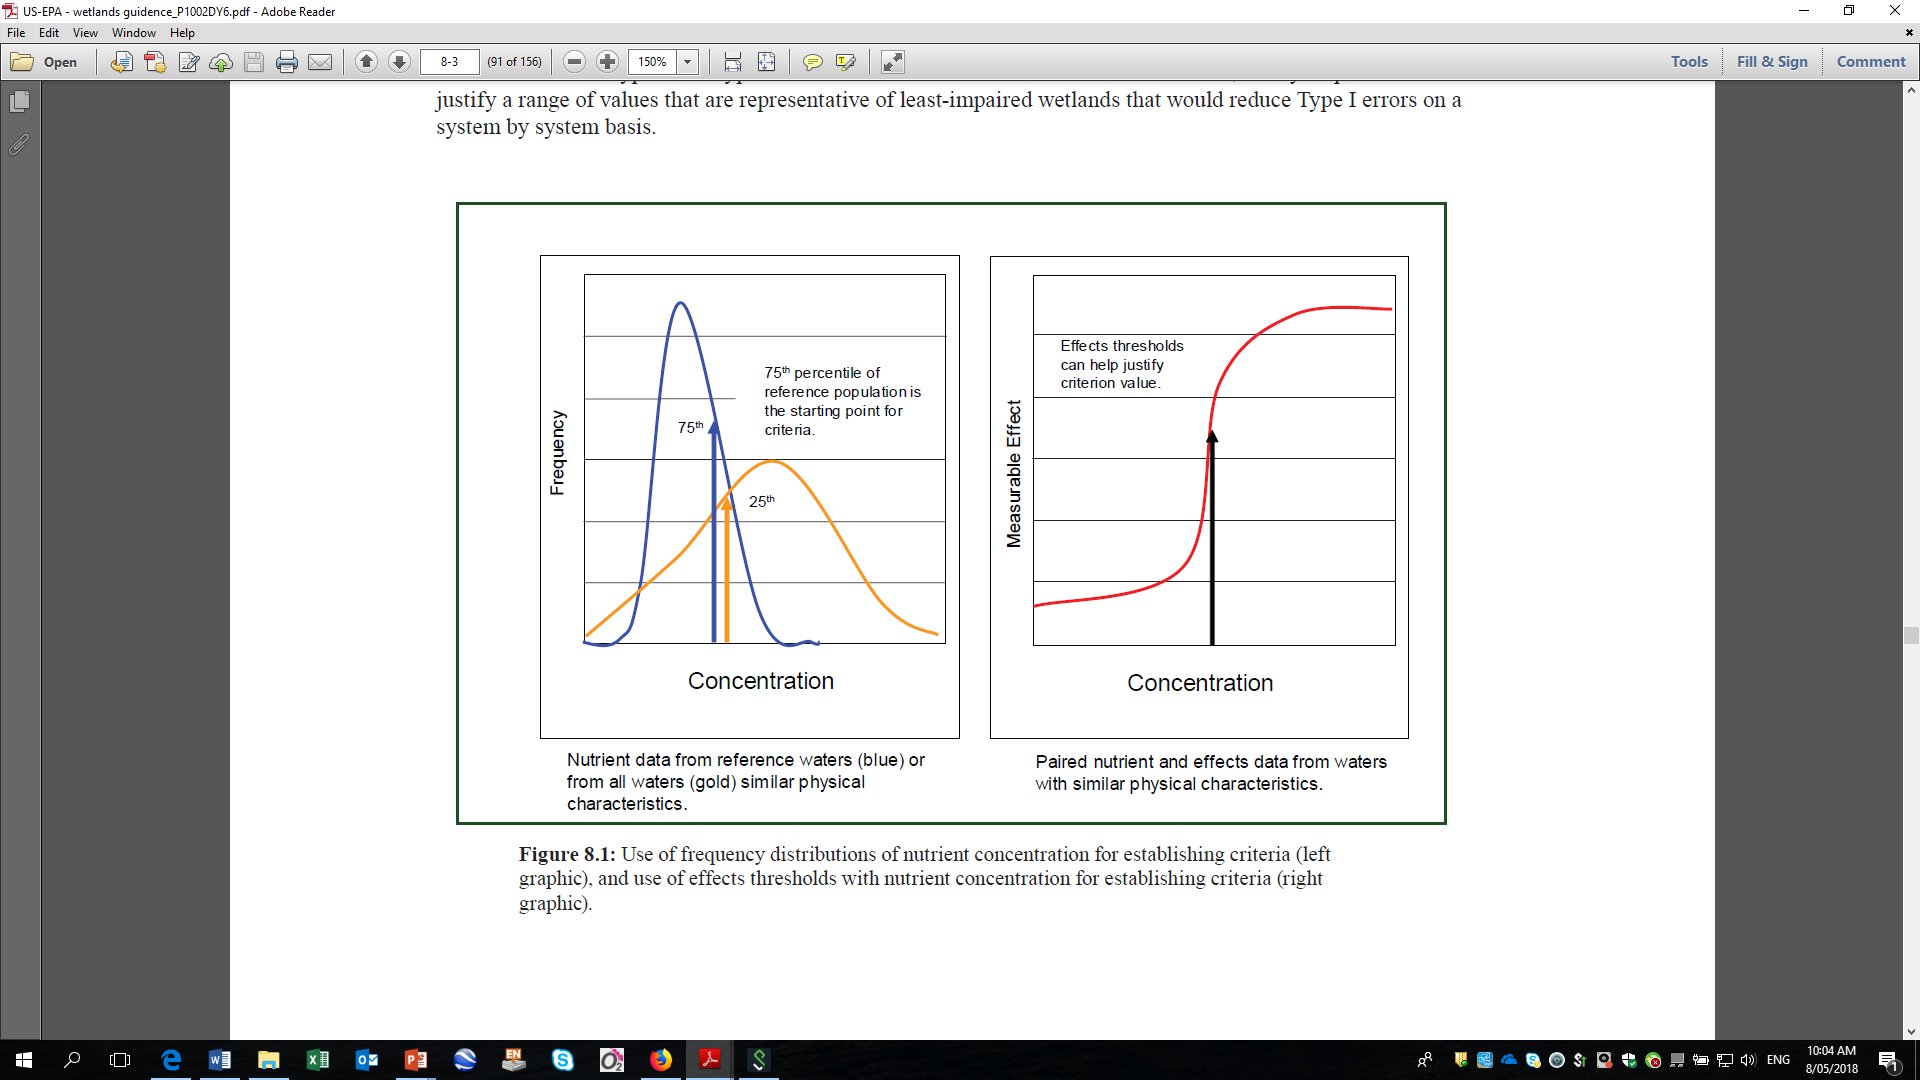 US-EPA - wetlands guidence_P1002DY6.pdf - Adobe Reader
File Edit View Window Help
Open 8-3 (91 of 156) 150% Tools Fill & Sign Comment
justify a range of values that are representative of least-impaired wetlands that would reduce Type I errors on a
system by system basis.
Frequency
75th
25th
75th percentile of
reference population is
the starting point for
criteria.
Concentration
Nutrient data from reference waters (blue) or
from all waters (gold) similar physical
characteristics.
Measurable Effect
Effects thresholds
can help justify
criterion value.
Concentration
Paired nutrient and effects data from waters
with similar physical characteristics.
Figure 8.1: Use of frequency distributions of nutrient concentration for establishing criteria (left
graphic), and use of effects thresholds with nutrient concentration for establishing criteria (right
graphic).
EN
ENG
10:04 AM
8/05/2018
1